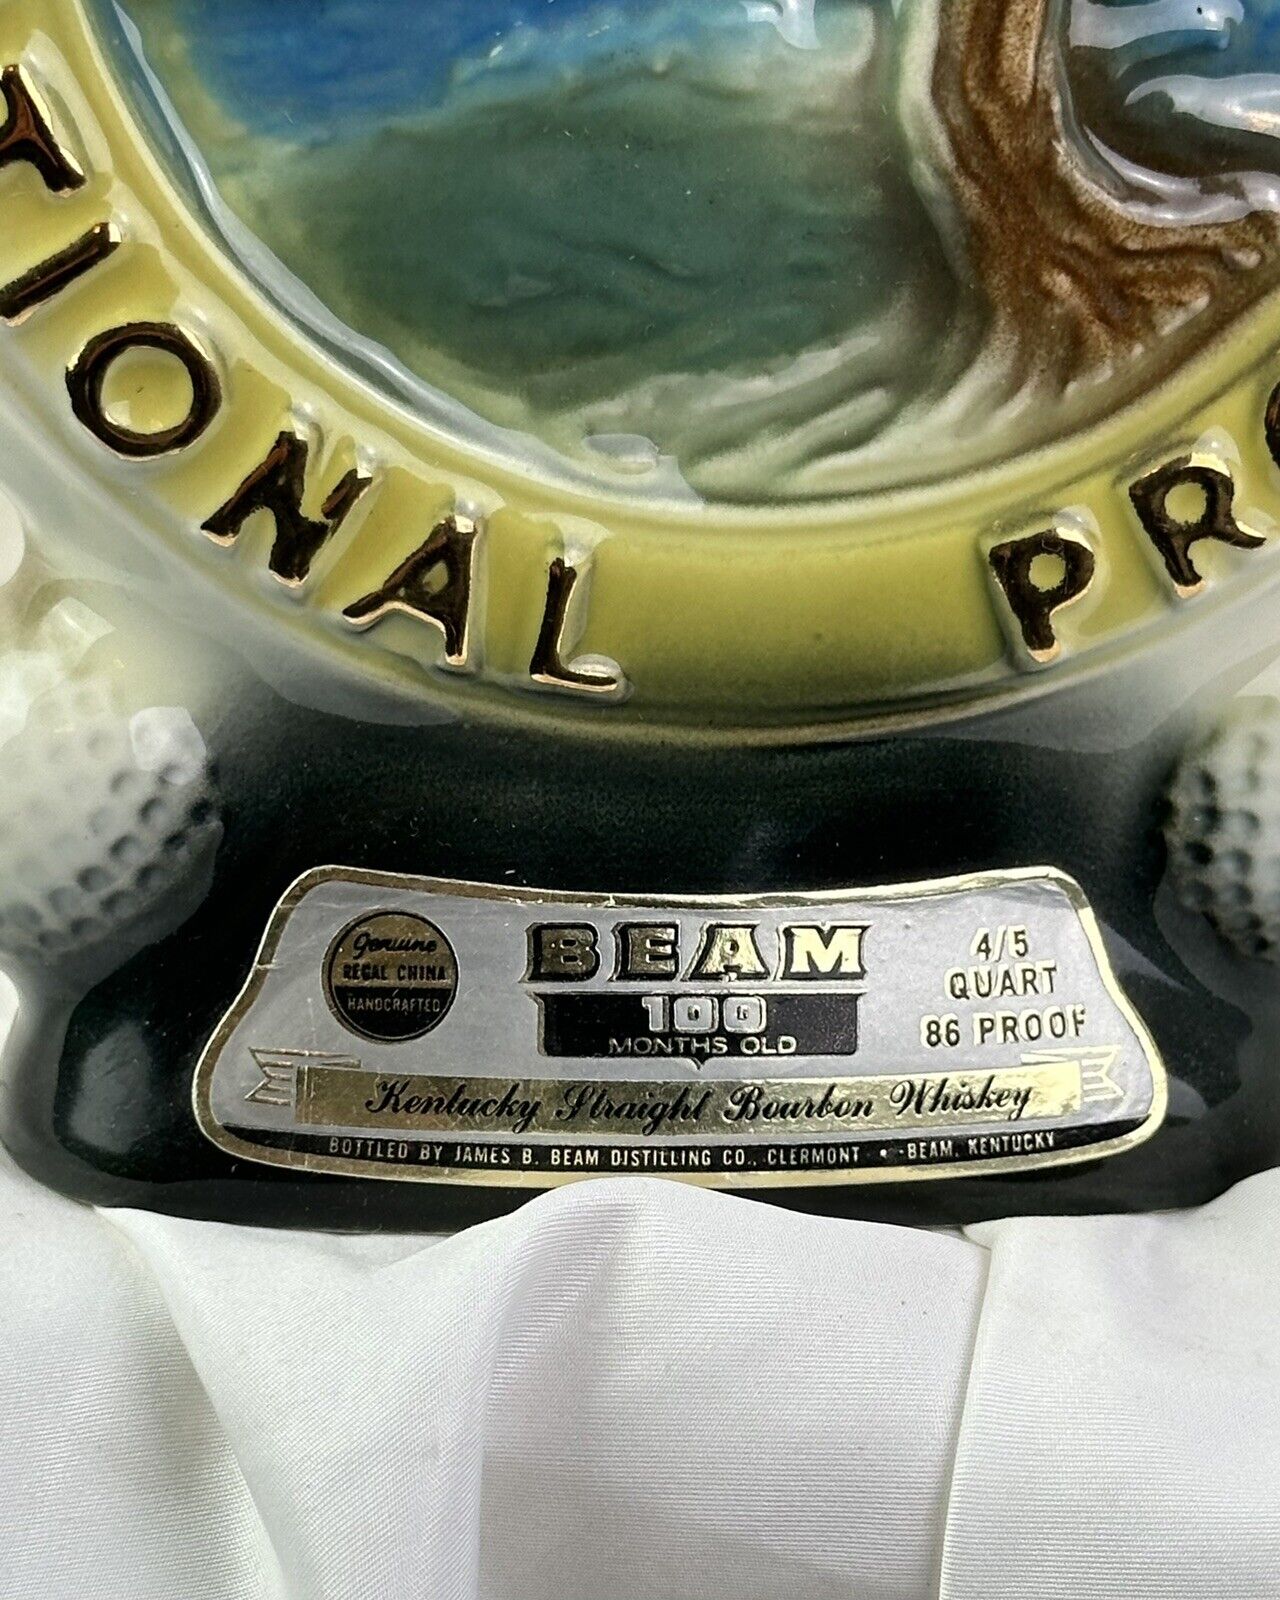 TIONAL PR
Genuine
REGAL CHINA
HANDCRAFTED
BEAM
100
MONTHS OLD
4/5
QUART
86 PROOF
Kentucky Straight Bourbon Whiskey
BOTTLED BY JAMES B. BEAM DISTILLING CO., CLERMONT • BEAM, KENTUCKY